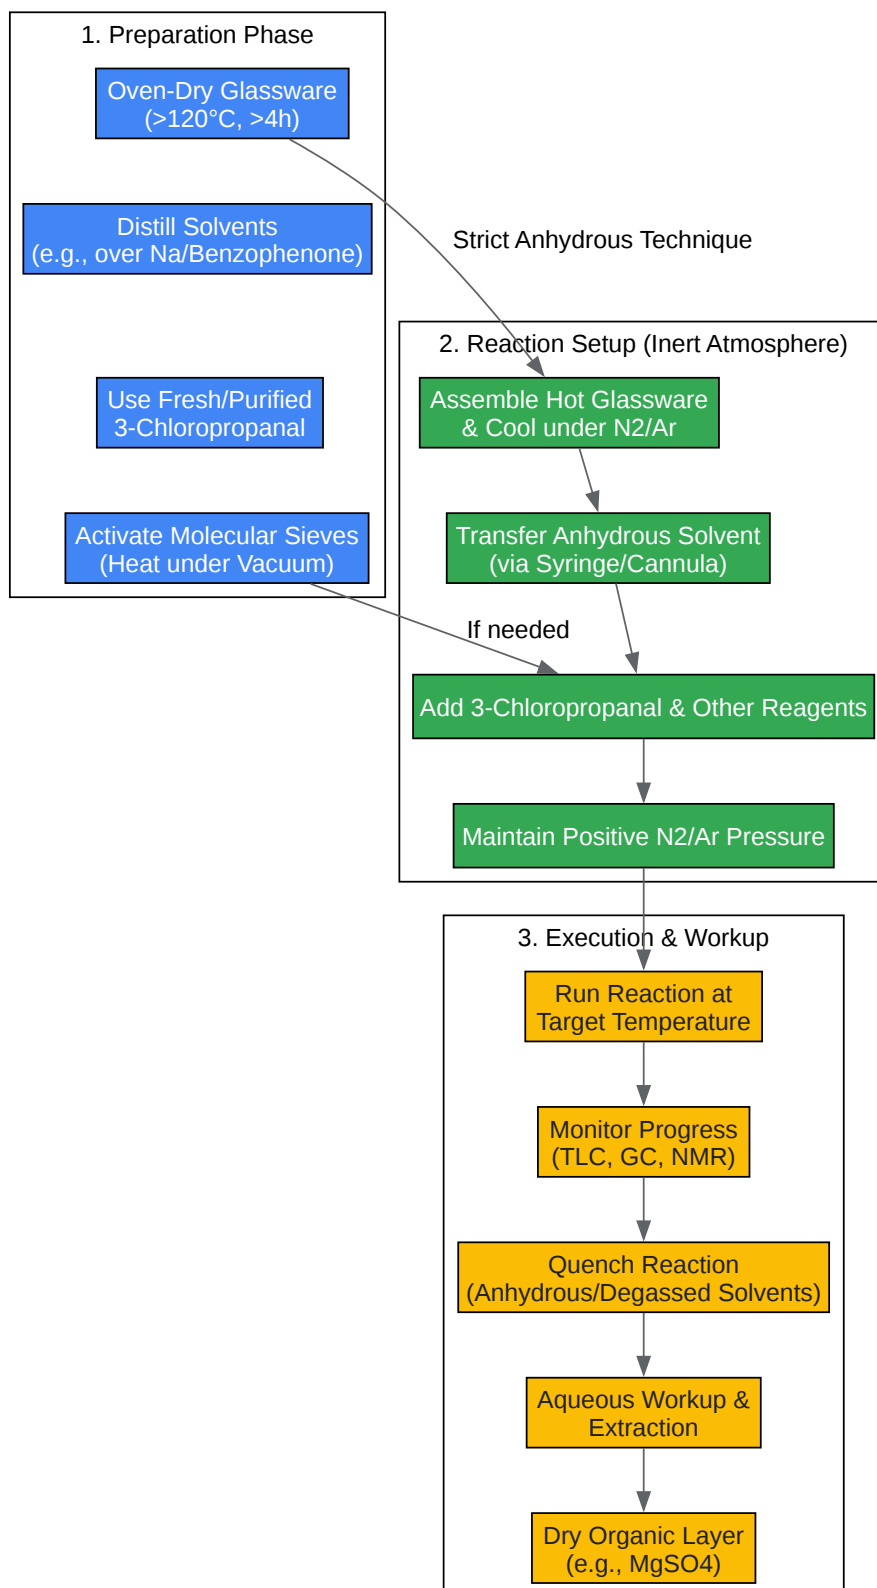 1. Preparation Phase
Oven-Dry Glassware
(>120°C, >4h)
Distill Solvents
(e.g., over Na/Benzophenone)
Strict Anhydrous Technique
Use Fresh/Purified
3-Chloropropanal
Activate Molecular Sieves
(Heat under Vacuum)
If needed
2. Reaction Setup (Inert Atmosphere)
Assemble Hot Glassware
& Cool under N2/Ar
Transfer Anhydrous Solvent
(via Syringe/Cannula)
Add 3-Chloropropanal & Other Reagents
Maintain Positive N2/Ar Pressure
3. Execution & Workup
Run Reaction at
Target Temperature
Monitor Progress
(TLC, GC, NMR)
Quench Reaction
(Anhydrous/Degassed Solvents)
Aqueous Workup &
Extraction
Dry Organic Layer
(e.g., MgSO4)